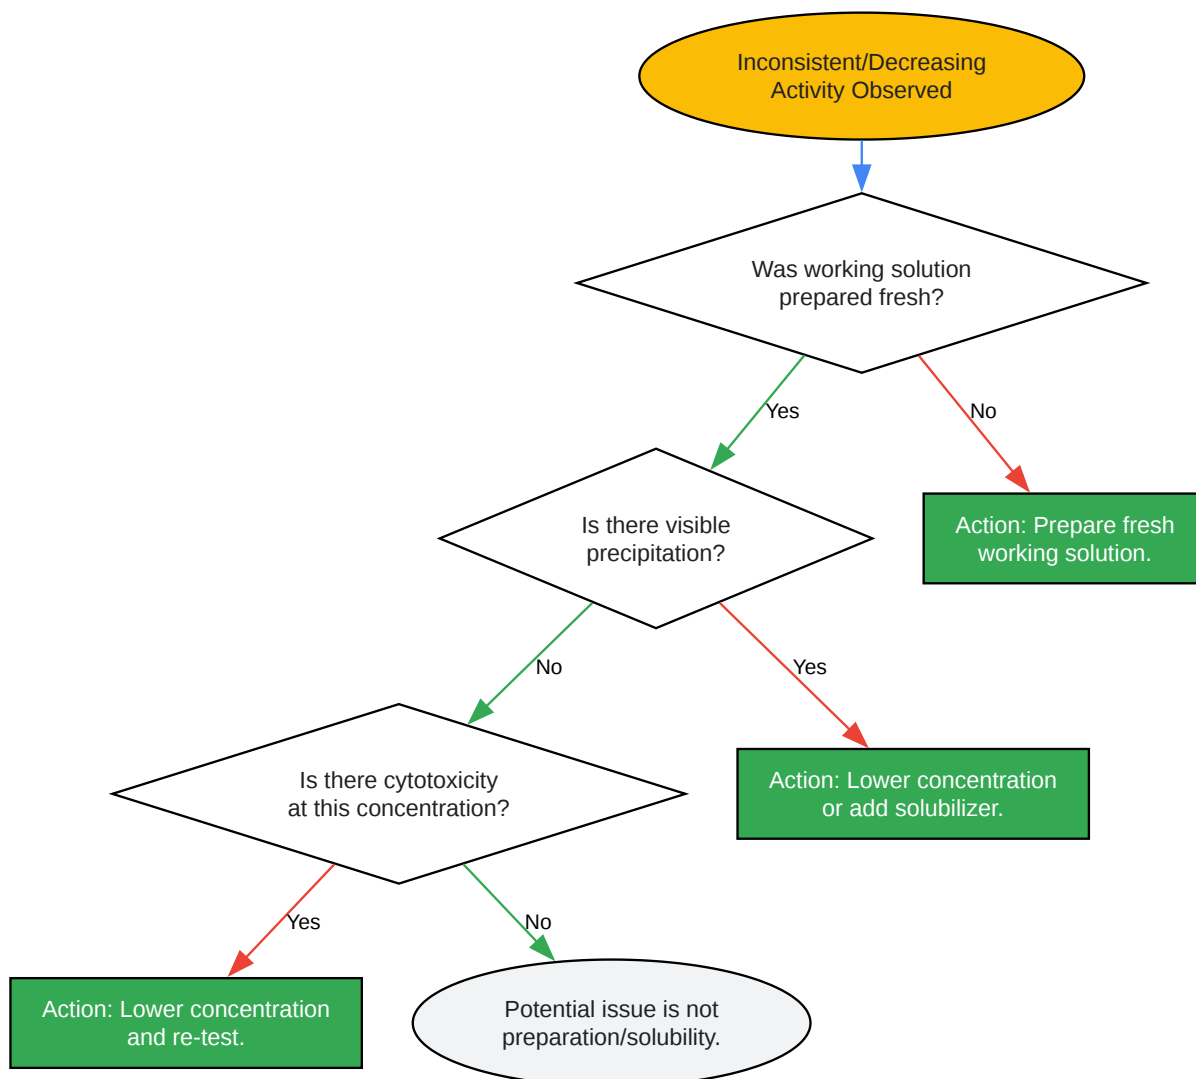 Inconsistent/Decreasing
Activity Observed
Was working solution
prepared fresh?
Yes
No
Is there visible
precipitation?
Action: Prepare fresh
working solution.
No
Yes
Is there cytotoxicity
at this concentration?
Action: Lower concentration
or add solubilizer.
Yes
No
Action: Lower concentration
and re-test.
Potential issue is not
preparation/solubility.